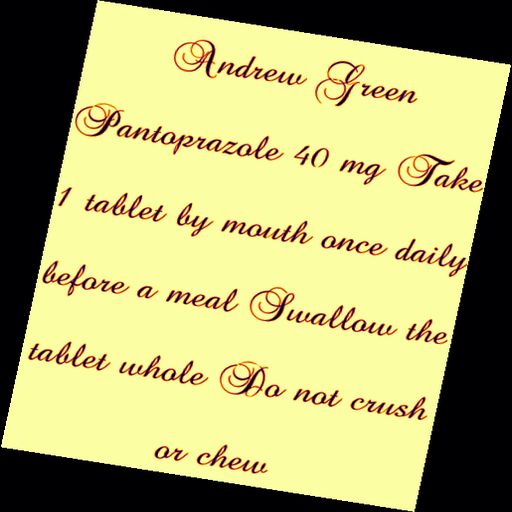 Andrew Green
Pantoprazole 40 mg Take
1 tablet by mouth once daily
before a meal Swallow the
tablet whole Do not crush
or chew